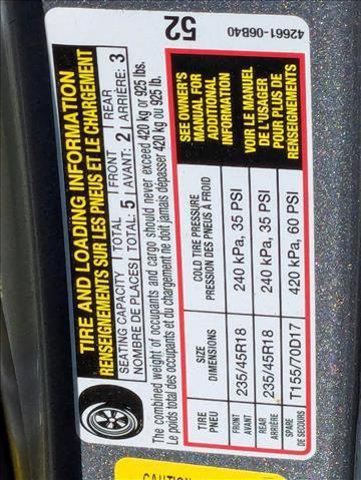 TIRE AND LOADING INFORMATION
RENSEIGNEMENTS SUR LES PNEUS ET LE CHARGEMENT
SEATING CAPACITY | TOTAL | FRONT | REAR
NOMBRE DE PLACES | TOTAL: 5 | AVANT: 2 | ARRIÈRE: 3
The combined weight of occupants and cargo should never exceed 420 kg or 925 lbs.
Le poids total des occupants et du chargement ne doit jamais dépasser 420 kg ou 925 lb.
TIRE
PNEU
SIZE
DIMENSIONS
COLD TIRE PRESSURE
PRESSION DES PNEUS À FROID
SEE OWNER'S
MANUAL FOR
ADDITIONAL
INFORMATION
VOIR LE MANUEL
DE L'USAGER
POUR PLUS DE
RENSEIGNEMENTS
FRONT
AVANT
235/45R18
240 kPa, 35 PSI
REAR
ARRIÈRE
235/45R18
240 kPa, 35 PSI
SPARE
DE SECOURS
T155/70D17
420 kPa, 60 PSI
52
42661-06B40
CAUTION